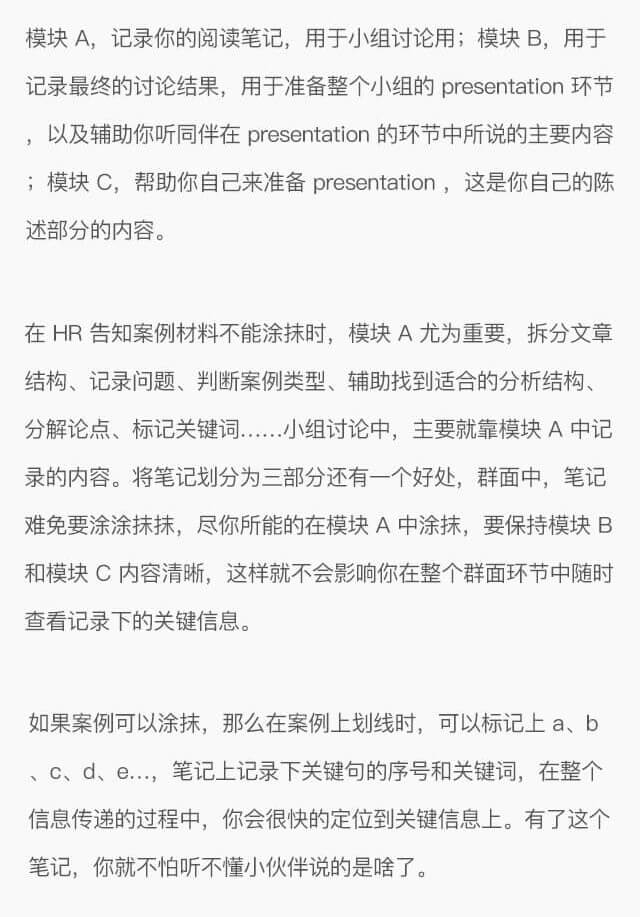 模块 A，记录你的阅读笔记，用于小组讨论用；模块 B，用于
记录最终的讨论结果，用于准备整个小组的 presentation 环节
，以及辅助你听同伴在 presentation 的环节中所说的主要内容
；模块 C，帮助你自己来准备 presentation ，这是你自己的陈
述部分的内容。
在 HR 告知案例材料不能涂抹时，模块 A 尤为重要，拆分文章
结构、记录问题、判断案例类型、辅助找到适合的分析结构、
分解论点、标记关键词……小组讨论中，主要就靠模块 A 中记
录的内容。将笔记划分为三部分还有一个好处，群面中，笔记
难免要涂涂抹抹，尽你所能的在模块 A 中涂抹，要保持模块 B
和模块 C 内容清晰，这样就不会影响你在整个群面环节中随时
查看记录下的关键信息。
如果案例可以涂抹，那么在案例上划线时，可以标记上 a、b
、c、d、e…，笔记上记录下关键句的序号和关键词，在整个
信息传递的过程中，你会很快的定位到关键信息上。有了这个
笔记，你就不怕听不懂小伙伴说的是啥了。